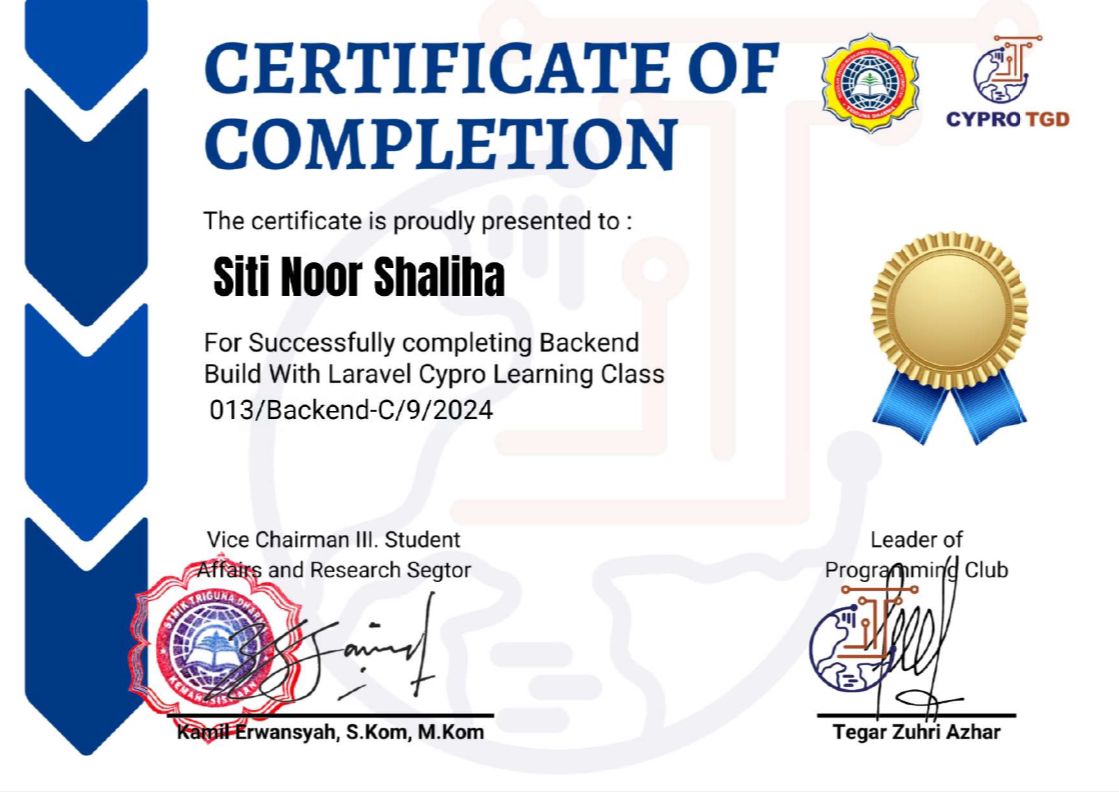 CERTIFICATE OF
COMPLETION
CYPRO TGD
The certificate is proudly presented to :
Siti Noor Shaliha
For Successfully completing Backend
Build With Laravel Cypro Learning Class
013/Backend-C/9/2024
Vice Chairman III. Student
Affairs and Research Segtor
Leader of
Programming Club
STMIK TRIGUNA DHARMA
Kamil Erwansyah, S.Kom, M.Kom
Tegar Zuhri Azhar